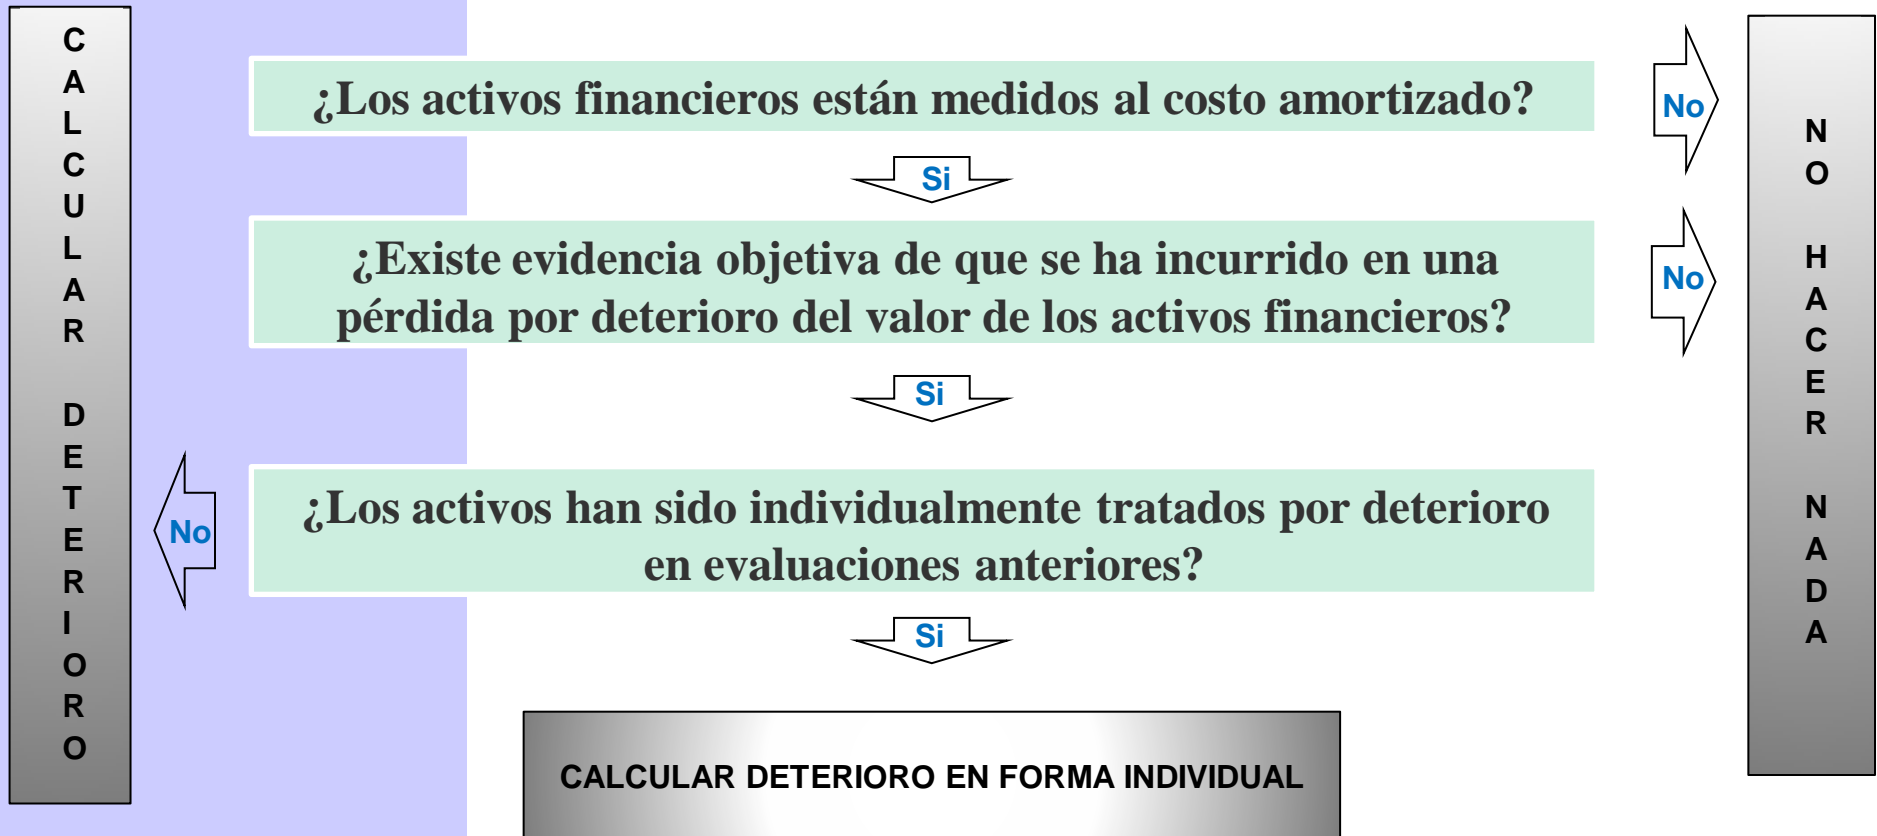 CALCULAR DETERIORO
¿Los activos financieros están medidos al costo amortizado?
No
Si
¿Existe evidencia objetiva de que se ha incurrido en una
pérdida por deterioro del valor de los activos financieros?
No
Si
¿Los activos han sido individualmente tratados por deterioro
en evaluaciones anteriores?
No
Si
CALCULAR DETERIORO EN FORMA INDIVIDUAL
NO HACER NADA